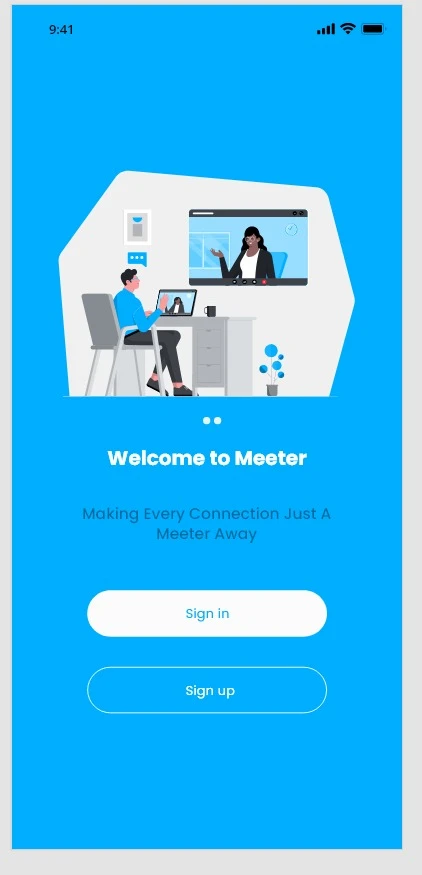 9:41
Welcome to Meeter
Making Every Connection Just A
Meeter Away
Sign in
Sign up